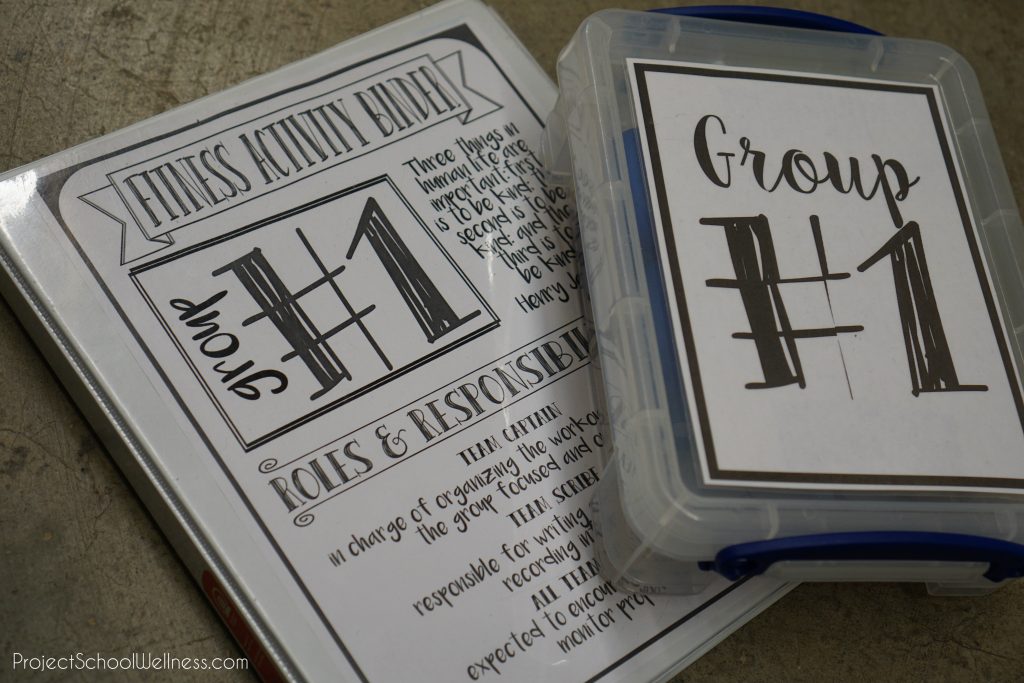 FITNESS ACTIVITY BINDER
group
#1
Three things in
human life are
important: first
is to be kind; the
second is to be
kind; and the
third is to
be kind
Henry
ROLES & RESPONSIBI
TEAM CAPTAIN
in charge of organizing the workou
the group focused and o
TEAM SCRIBE
responsible for writing
recording in
ALL TEAM
expected to encou
monitor prop
Group
#1
ProjectSchoolWellness.com